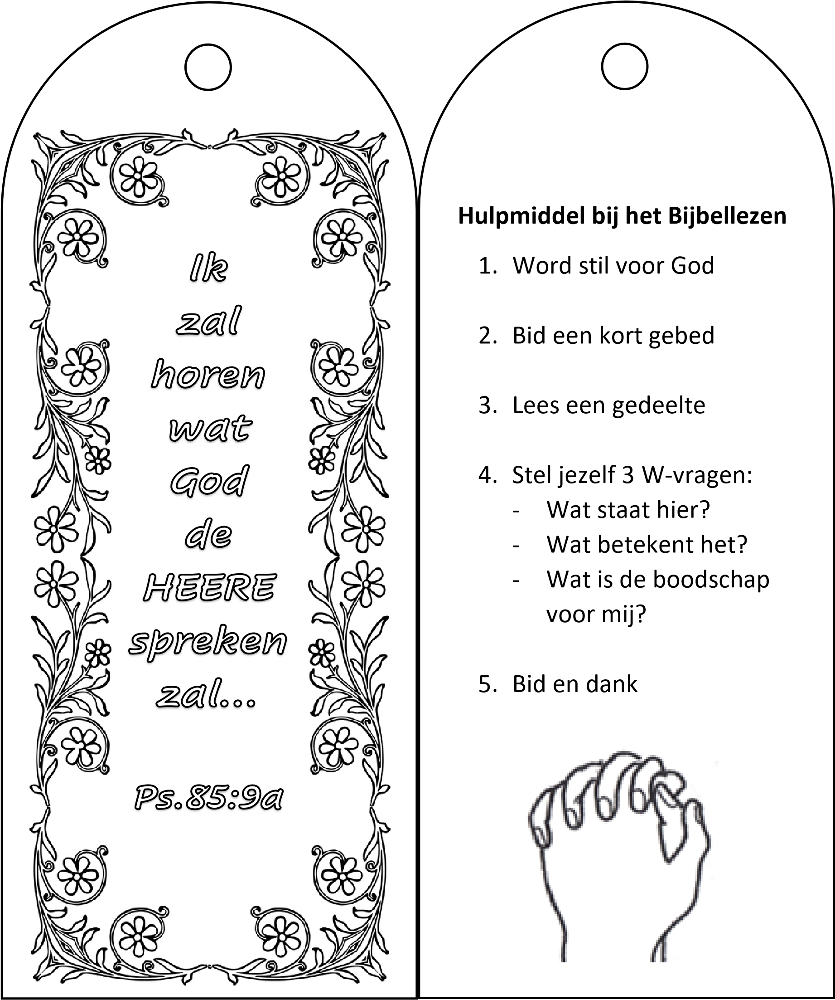 Ik
zal
horen
wat
God
de
HEERE
spreken
zal...
Ps.85:9a
Hulpmiddel bij het Bijbellezen
1. Word stil voor God
2. Bid een kort gebed
3. Lees een gedeelte
4. Stel jezelf 3 W-vragen:
- Wat staat hier?
- Wat betekent het?
- Wat is de boodschap
voor mij?
5. Bid en dank